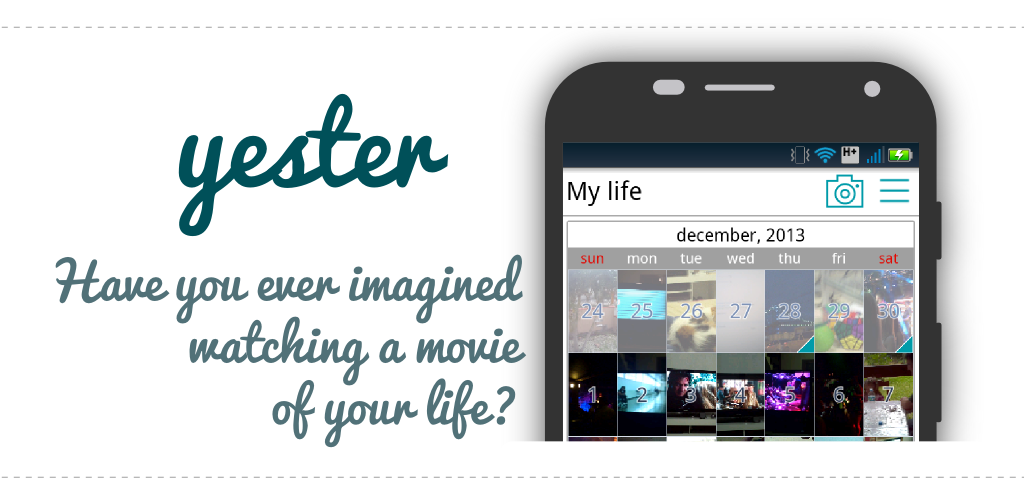 yester
Have you ever imagined
watching a movie
of your life?
H+
My life
december, 2013
sun mon tue wed thu fri sat
24 25 26 27 28 29 30
1 2 3 4 5 6 7